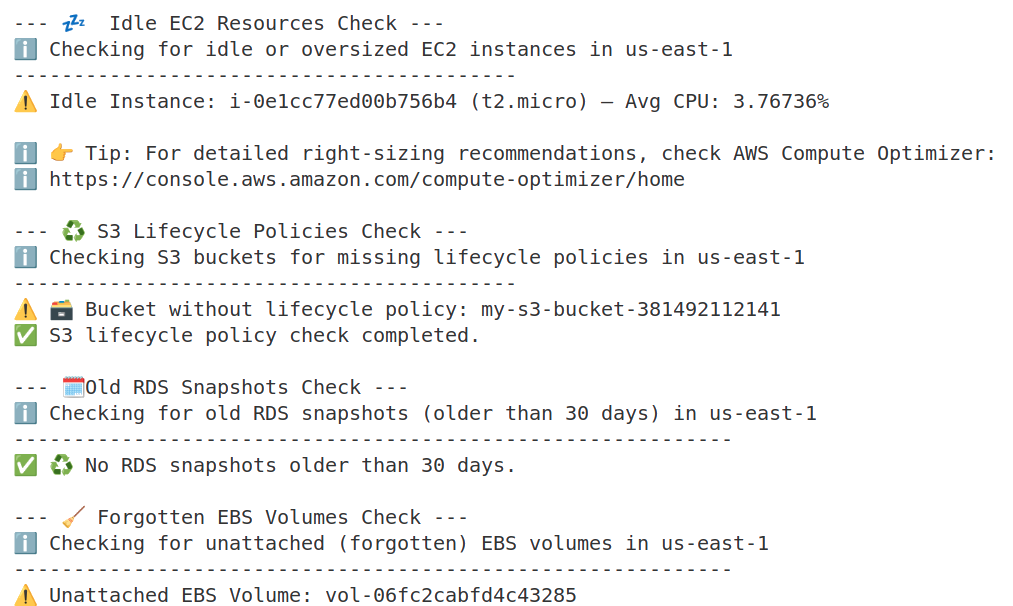 --- 💤  Idle EC2 Resources Check ---
ℹ️ Checking for idle or oversized EC2 instances in us-east-1
------------------------------------------
⚠️ Idle Instance: i-0e1cc77ed00b756b4 (t2.micro) — Avg CPU: 3.76736%
ℹ️ 👉 Tip: For detailed right-sizing recommendations, check AWS Compute Optimizer:
ℹ️ https://console.aws.amazon.com/compute-optimizer/home
--- ♻️ S3 Lifecycle Policies Check ---
ℹ️ Checking S3 buckets for missing lifecycle policies in us-east-1
------------------------------------------
⚠️ 🗃️ Bucket without lifecycle policy: my-s3-bucket-381492112141
✅ S3 lifecycle policy check completed.
--- 🗓️Old RDS Snapshots Check ---
ℹ️ Checking for old RDS snapshots (older than 30 days) in us-east-1
------------------------------------------------------------
✅ ♻️ No RDS snapshots older than 30 days.
--- 🧹 Forgotten EBS Volumes Check ---
ℹ️ Checking for unattached (forgotten) EBS volumes in us-east-1
------------------------------------------------------------
⚠️ Unattached EBS Volume: vol-06fc2cabfd4c43285